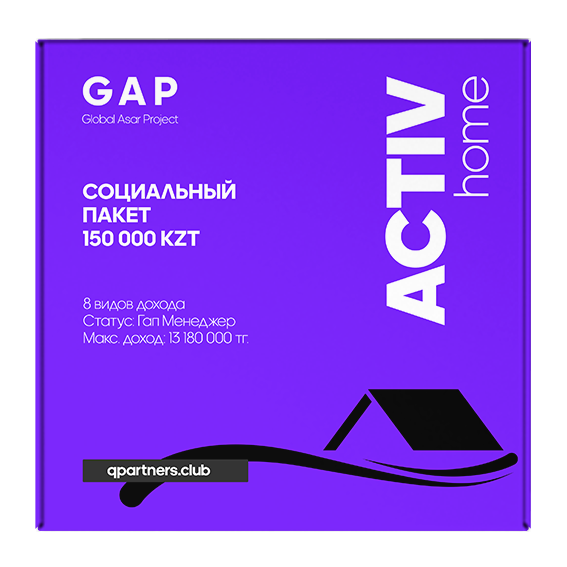 GAP
Global Asar Project
СОЦИАЛЬНЫЙ
ПАКЕТ
150 000 KZT
8 видов дохода
Статус: Гап Менеджер
Макс. доход: 13 180 000 тг.
qpartners.club
ACTIV
home